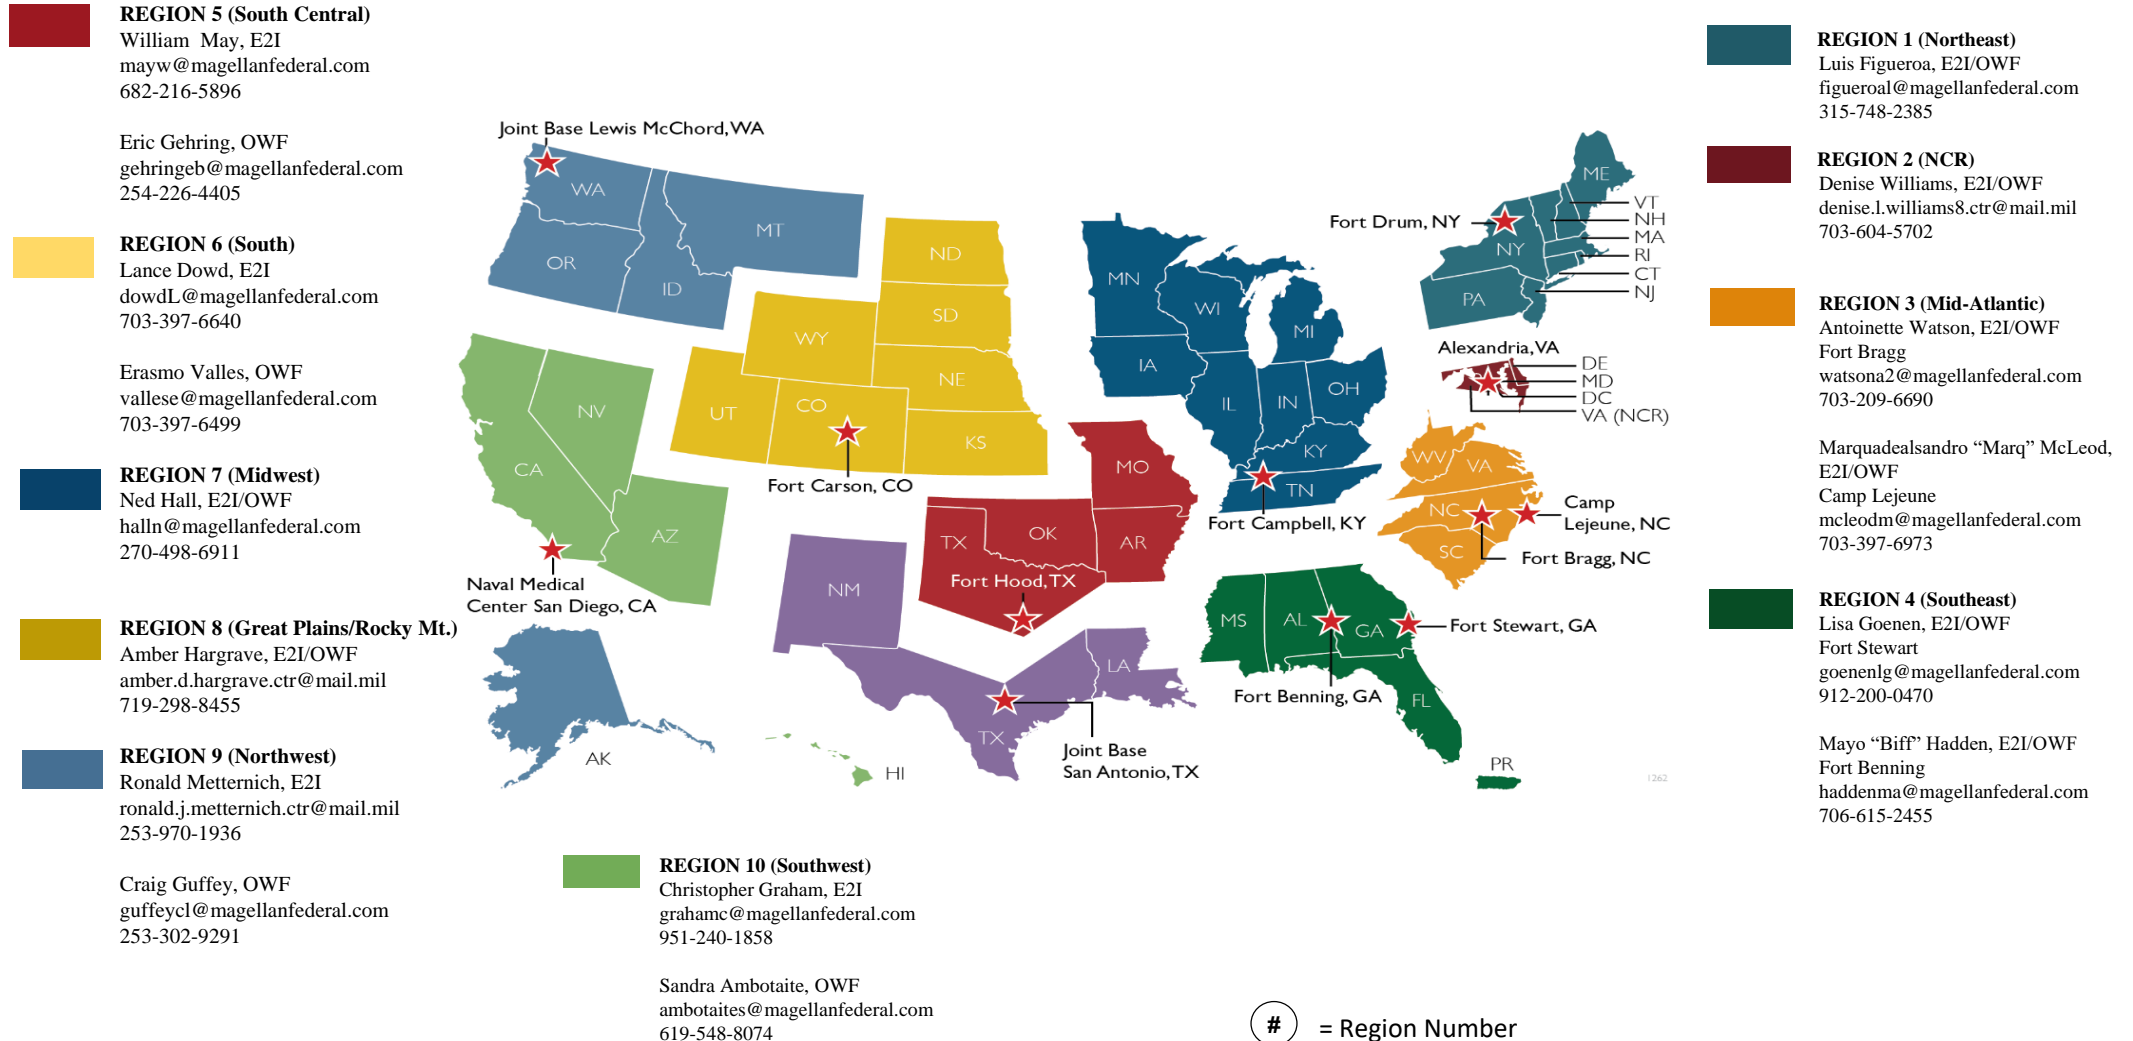 REGION 5 (South Central)
William  May, E2I
mayw@magellanfederal.com
682-216-5896
Eric Gehring, OWF
gehringeb@magellanfederal.com
254-226-4405
REGION 6 (South)
Lance Dowd, E2I
dowdL@magellanfederal.com
703-397-6640
Erasmo Valles, OWF
vallese@magellanfederal.com
703-397-6499
REGION 7 (Midwest)
Ned Hall, E2I/OWF
halln@magellanfederal.com
270-498-6911
REGION 8 (Great Plains/Rocky Mt.)
Amber Hargrave, E2I/OWF
amber.d.hargrave.ctr@mail.mil
719-298-8455
REGION 9 (Northwest)
Ronald Metternich, E2I
ronald.j.metternich.ctr@mail.mil
253-970-1936
Craig Guffey, OWF
guffeycl@magellanfederal.com
253-302-9291
Joint Base Lewis McChord, WA
WA
MT
OR
ID
ND
SD
WY
NE
UT
CO
KS
Fort Carson, CO
NV
CA
AZ
Naval Medical
Center San Diego, CA
MO
TX
OK
AR
Fort Hood, TX
NM
LA
TX
Joint Base
San Antonio, TX
AK
HI
MN
WI
MI
IA
IL
IN
OH
KY
TN
Fort Campbell, KY
ME
Fort Drum, NY
NY
PA
VT
NH
MA
RI
CT
NJ
Alexandria, VA
DE
MD
DC
VA (NCR)
WV
VA
NC
SC
Camp
Lejeune, NC
Fort Bragg, NC
MS
AL
GA
Fort Stewart, GA
Fort Benning, GA
FL
PR
1262
REGION 10 (Southwest)
Christopher Graham, E2I
grahamc@magellanfederal.com
951-240-1858
Sandra Ambotaite, OWF
ambotaites@magellanfederal.com
619-548-8074
# = Region Number
REGION 1 (Northeast)
Luis Figueroa, E2I/OWF
figueroal@magellanfederal.com
315-748-2385
REGION 2 (NCR)
Denise Williams, E2I/OWF
denise.l.williams8.ctr@mail.mil
703-604-5702
REGION 3 (Mid-Atlantic)
Antoinette Watson, E2I/OWF
Fort Bragg
watsona2@magellanfederal.com
703-209-6690
Marquadealsandro “Marq” McLeod,
E2I/OWF
Camp Lejeune
mcleodm@magellanfederal.com
703-397-6973
REGION 4 (Southeast)
Lisa Goenen, E2I/OWF
Fort Stewart
goenenlg@magellanfederal.com
912-200-0470
Mayo “Biff” Hadden, E2I/OWF
Fort Benning
haddenma@magellanfederal.com
706-615-2455